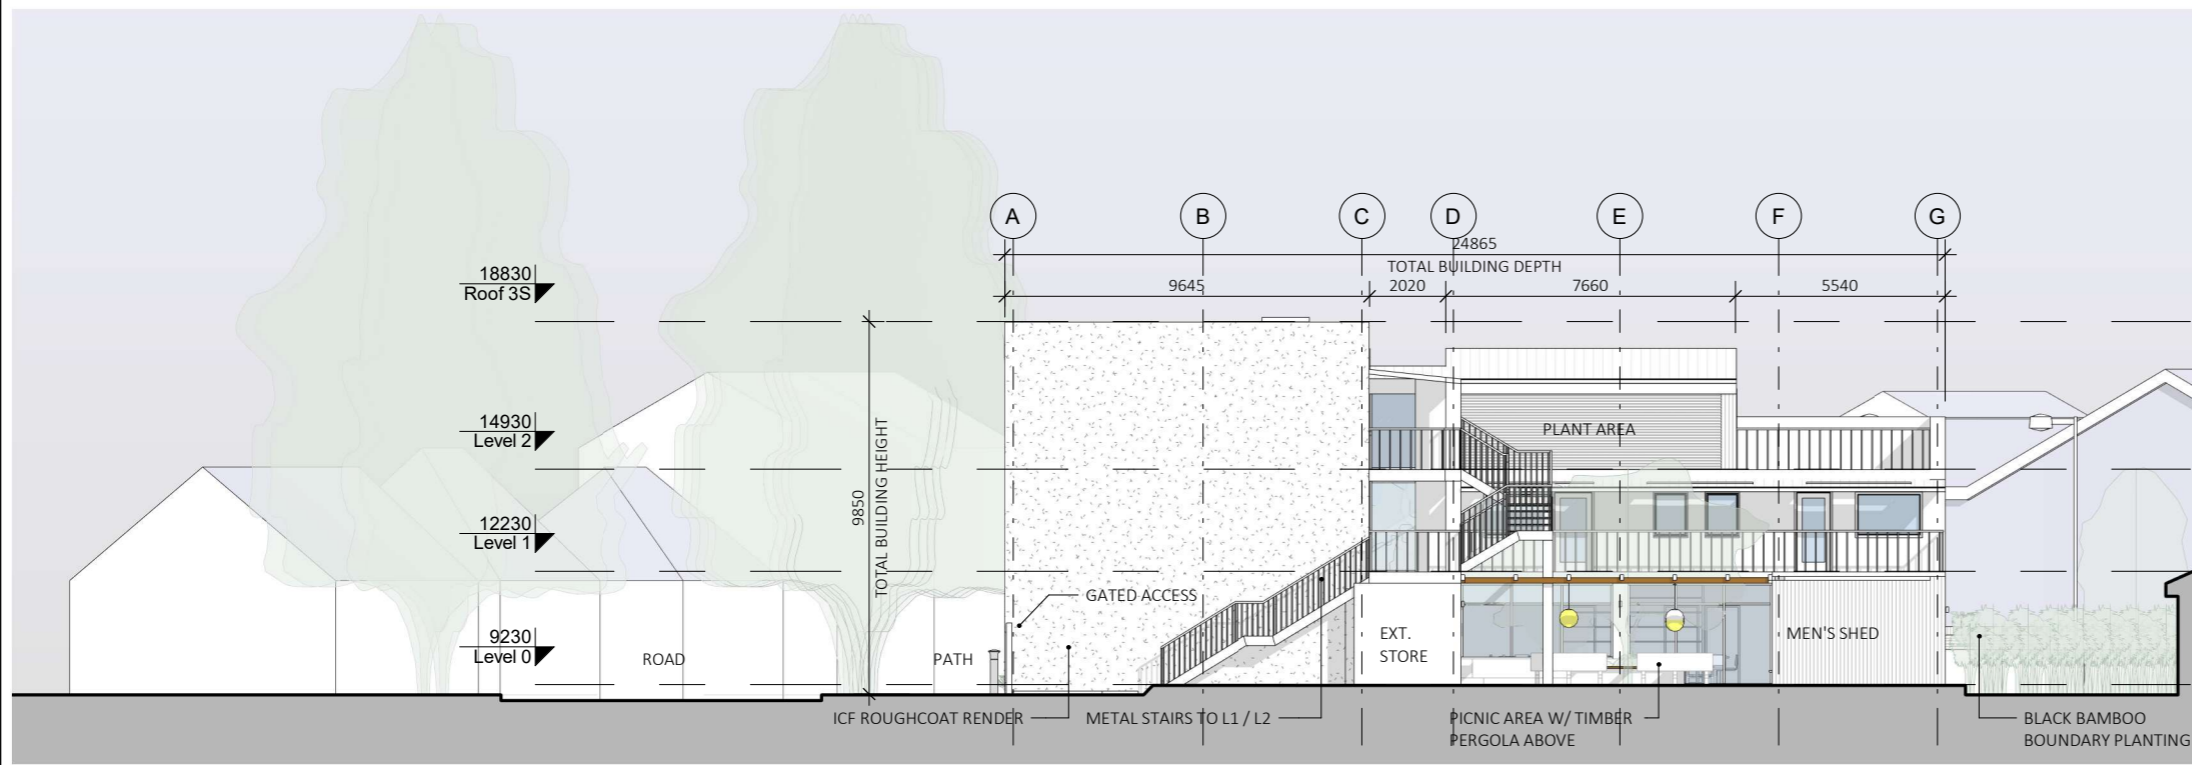 A
B
C
D
E
F
G
24865
TOTAL BUILDING DEPTH
9645
2020
7660
5540
18830
Roof 3S
14930
Level 2
12230
Level 1
9230
Level 0
9850
TOTAL BUILDING HEIGHT
PLANT AREA
GATED ACCESS
EXT.
STORE
MEN'S SHED
ROAD
PATH
ICF ROUGHCOAT RENDER
METAL STAIRS TO L1 / L2
PICNIC AREA W/ TIMBER
PERGOLA ABOVE
BLACK BAMBOO
BOUNDARY PLANTING